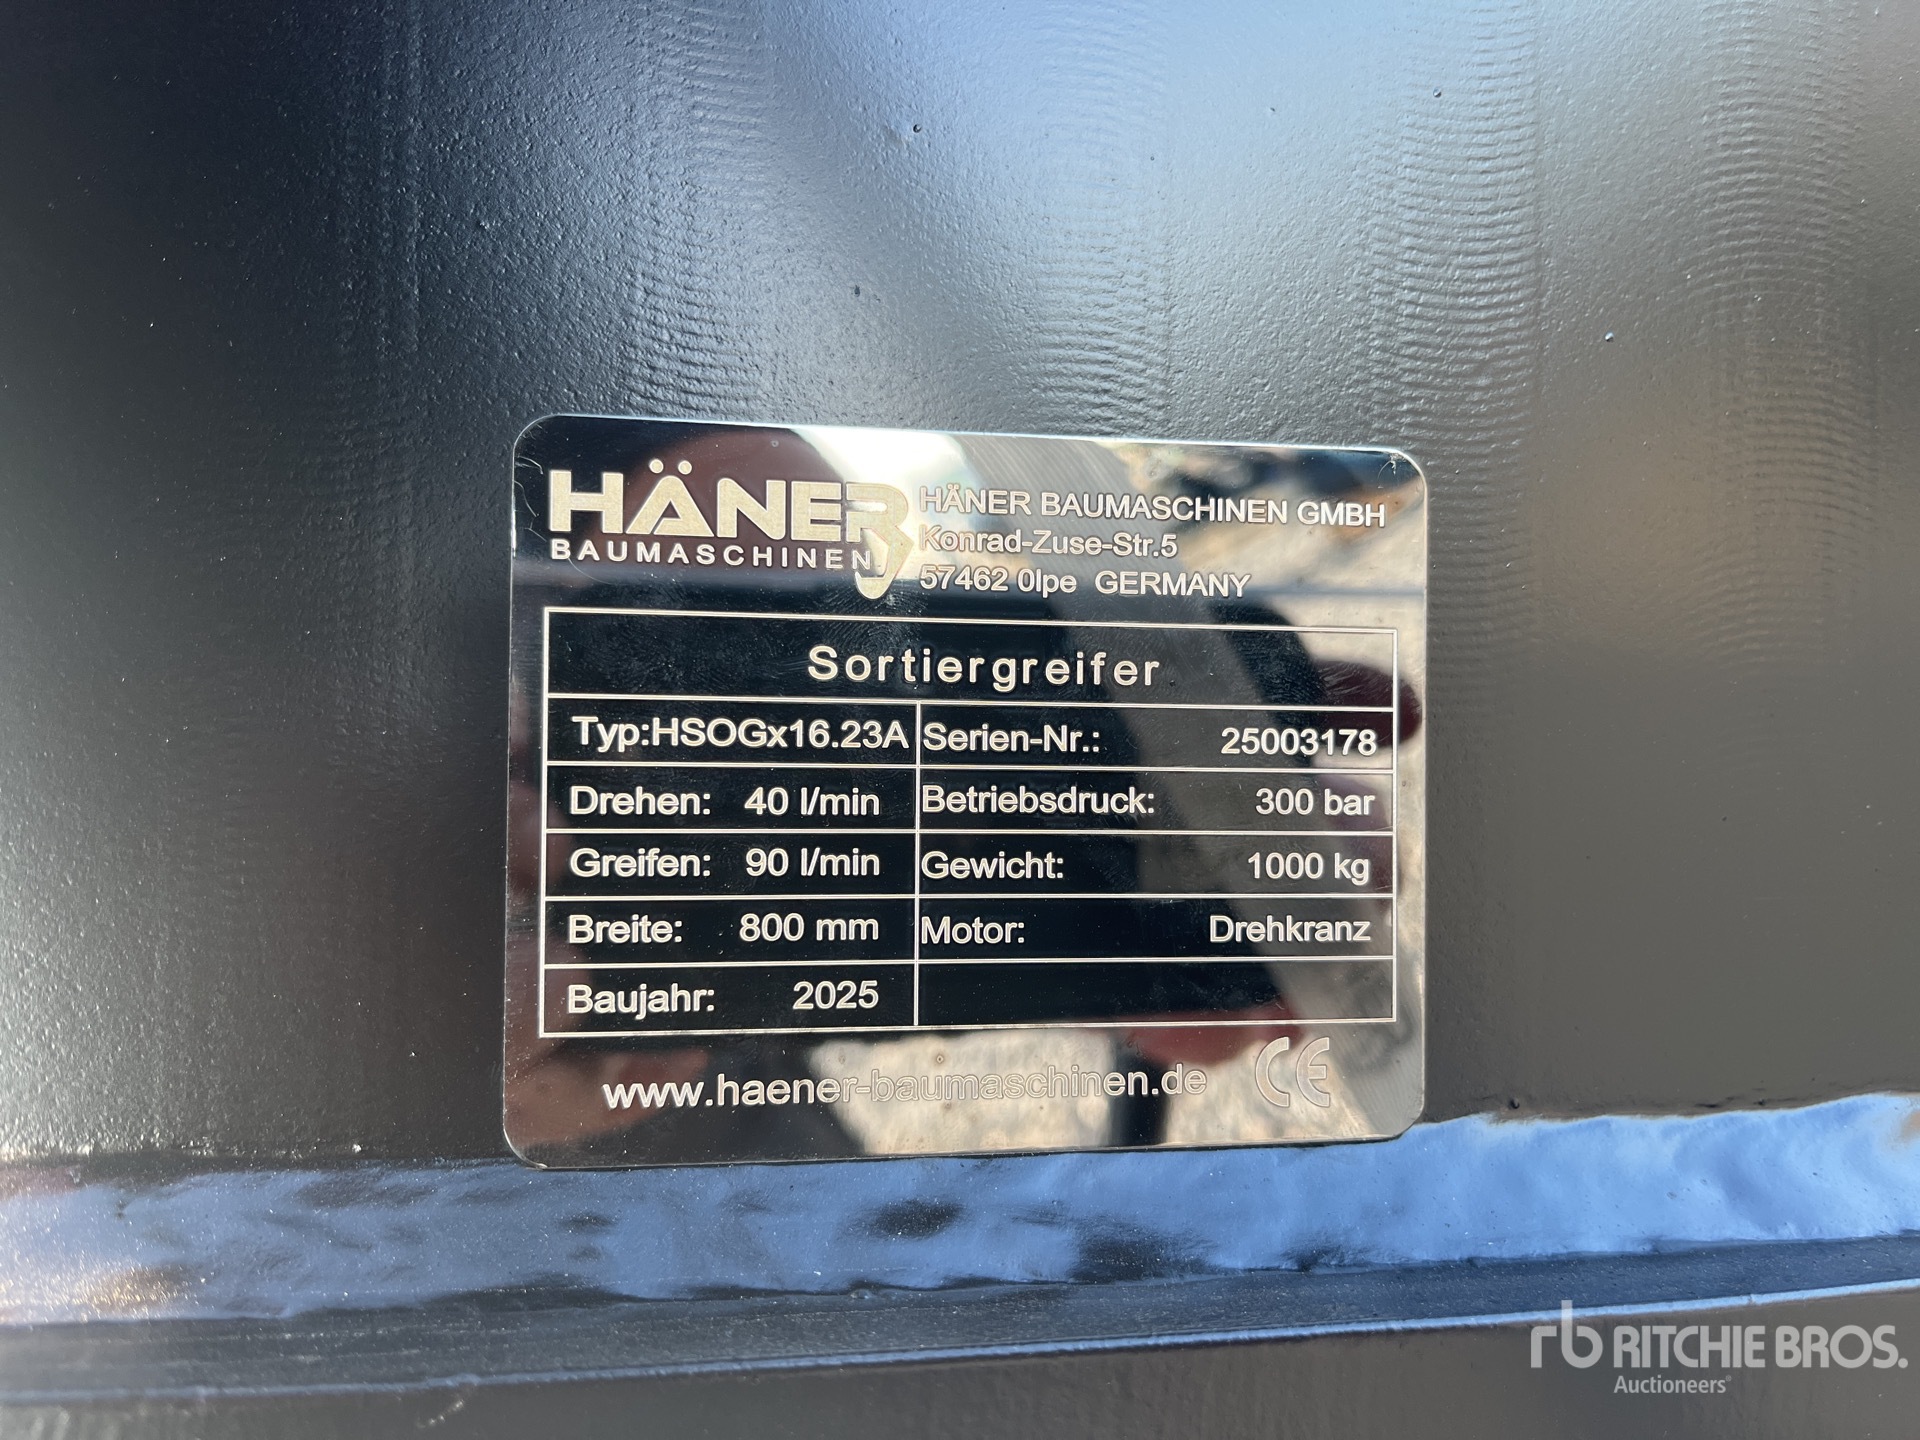 HÄNER
BAUMASCHINEN
HÄNER BAUMASCHINEN GMBH
Konrad-Zuse-Str.5
57462 0lpe GERMANY
Sortiergreifer
Typ:HSOGx16.23A Serien-Nr.: 25003178
Drehen: 40 l/min Betriebsdruck: 300 bar
Greifen: 90 l/min Gewicht: 1000 kg
Breite: 800 mm Motor: Drehkranz
Baujahr: 2025
www.haener-baumaschinen.de CE
rb RITCHIE BROS.
Auctioneers